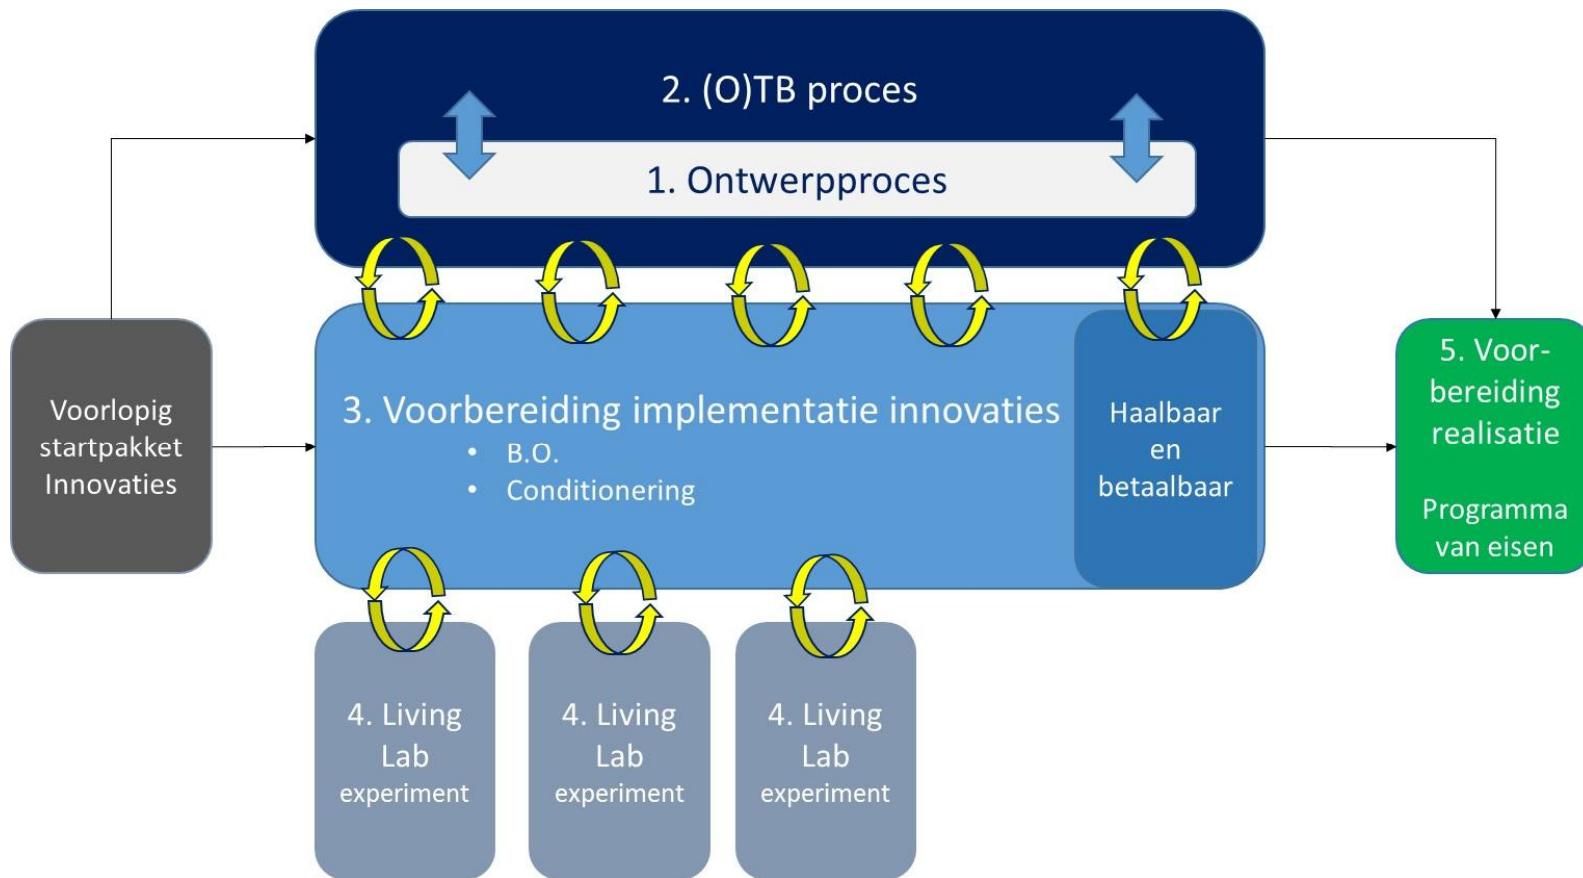 2. (O)TB proces
1. Ontwerpproces
Voorlopig
startpakket
Innovaties
3. Voorbereiding implementatie innovaties
• B.O.
• Conditionering
Haalbaar
en
betaalbaar
5. Voor-
bereiding
realisatie
Programma
van eisen
4. Living
Lab
experiment
4. Living
Lab
experiment
4. Living
Lab
experiment